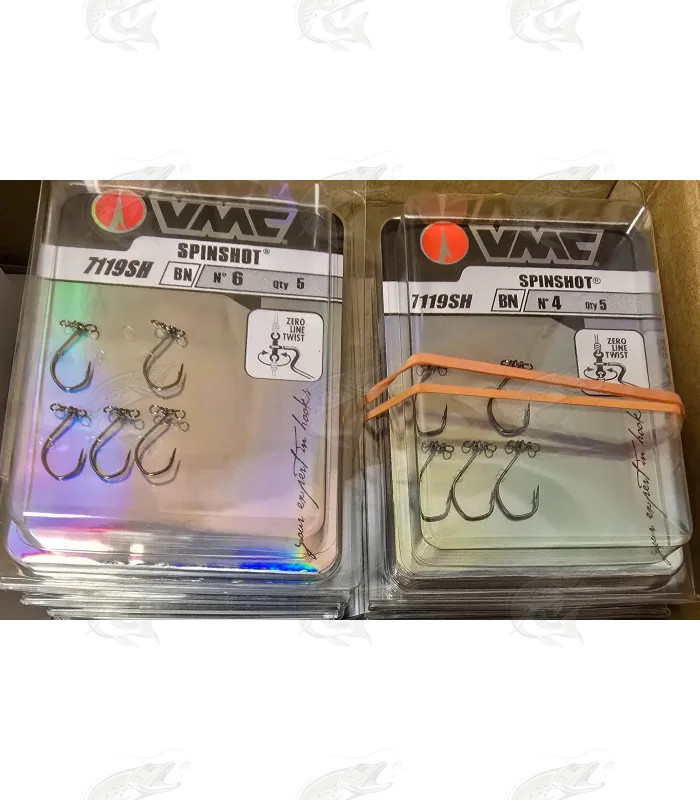 VMC
SPINSHOT®
7119SH
BN
N° 6
Qty 5
ZERO
LINE
TWIST
your expert in hooks
VMC
SPINSHOT®
7119SH
BN
N° 4
Qty 5
ZERO
LINE
TWIST
your expert in hooks